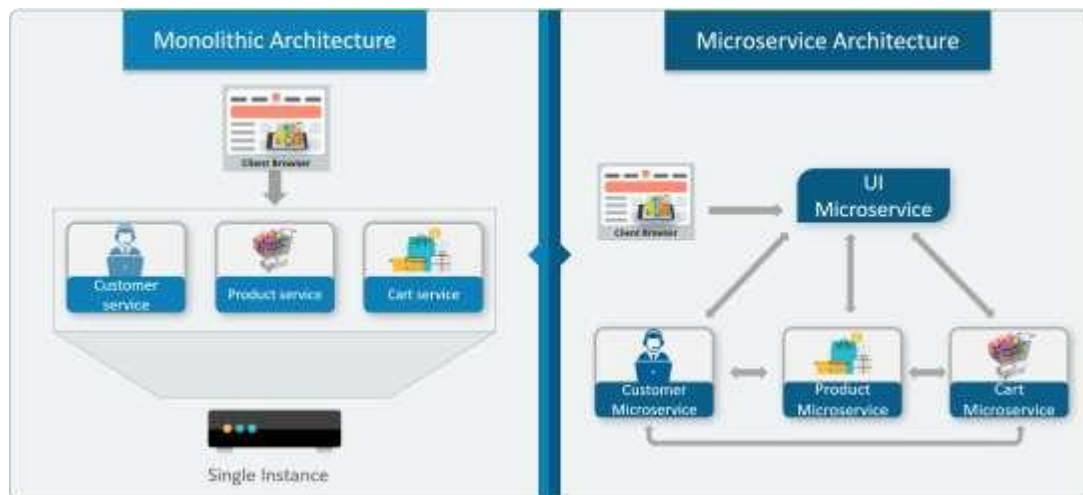 Monolithic Architecture
Client Browser
Customer
service
Product service
Cart service
Single Instance
Microservice Architecture
Client Browser
UI
Microservice
Customer
Microservice
Product
Microservice
Cart
Microservice